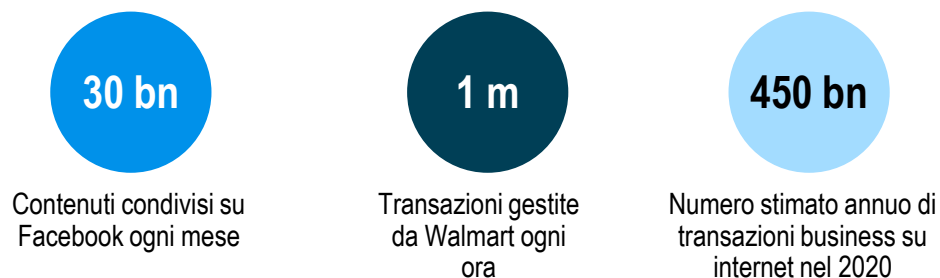 30 bn
1 m
450 bn
Contenuti condivisi su
Facebook ogni mese
Transazioni gestite
da Walmart ogni
ora
Numero stimato annuo di
transazioni business su
internet nel 2020